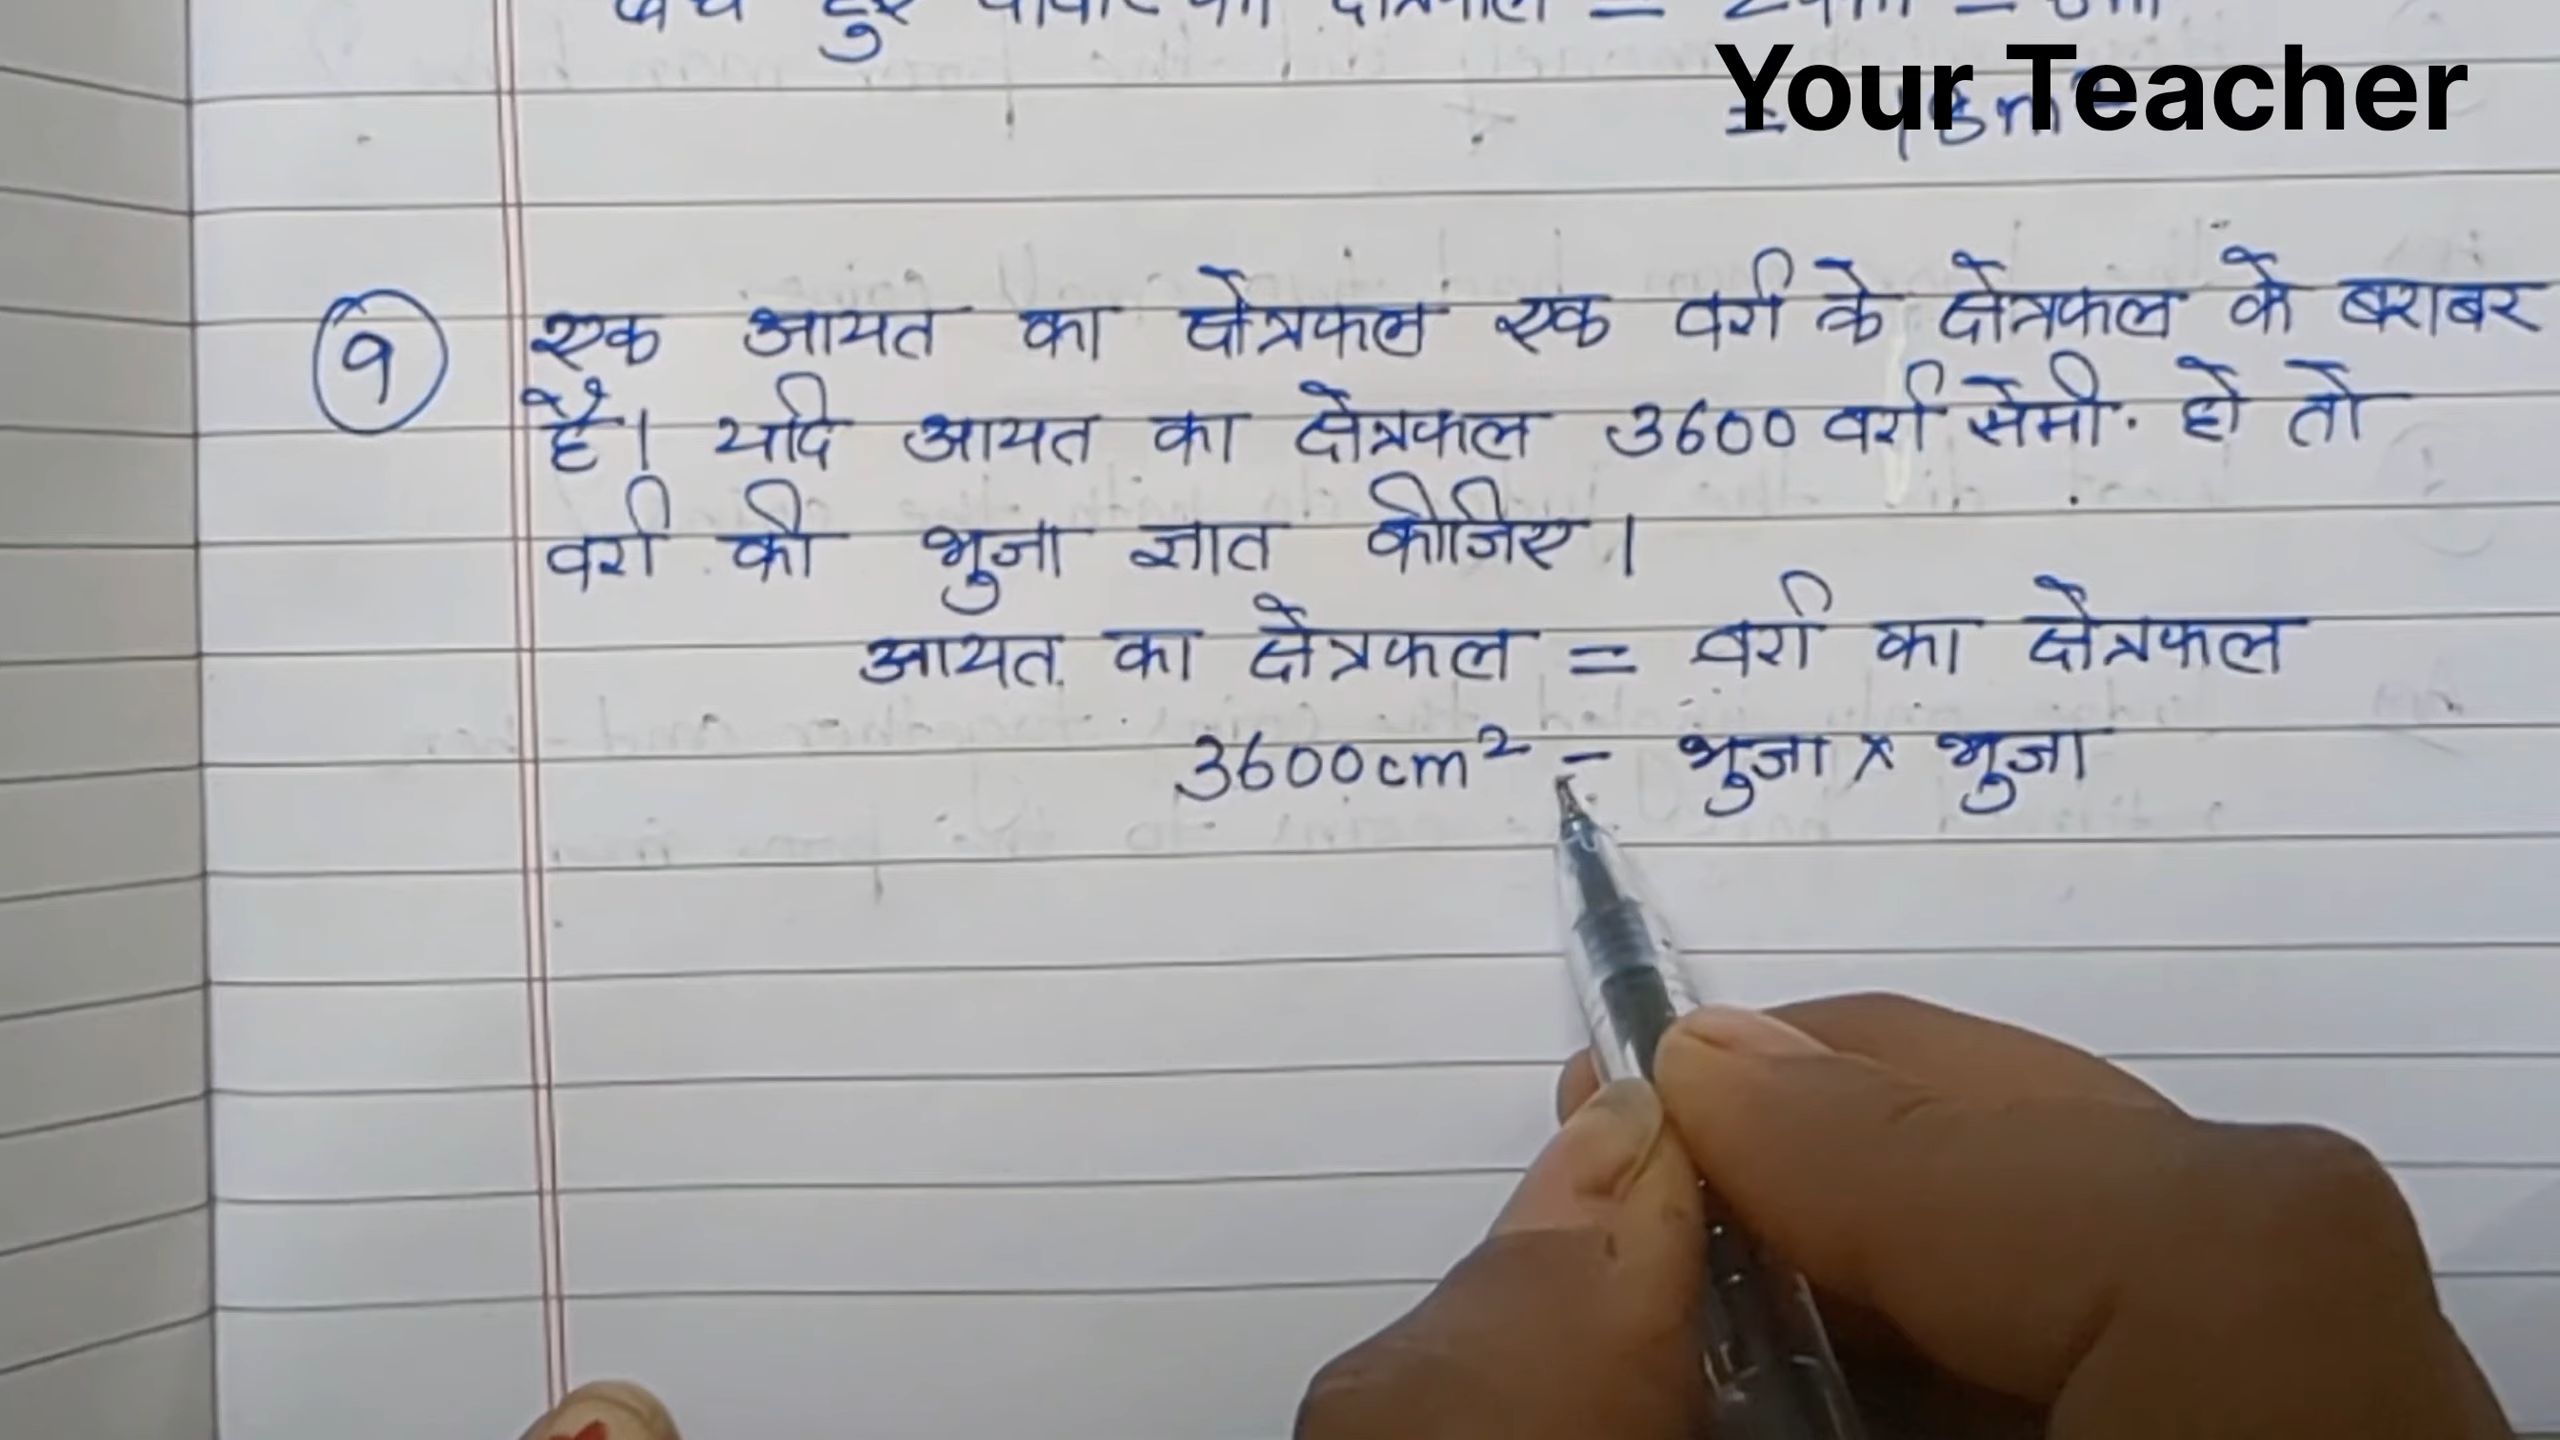 Your Teacher
9 एक आयत का क्षेत्रफल एक वर्ग के क्षेत्रफल के बराबर
है। यदि आयत का क्षेत्रफल 3600 वर्ग सेमी. हो तो
वर्ग की भुजा ज्ञात कीजिए।
आयत का क्षेत्रफल = वर्ग का क्षेत्रफल
3600cm² - भुजा x भुजा